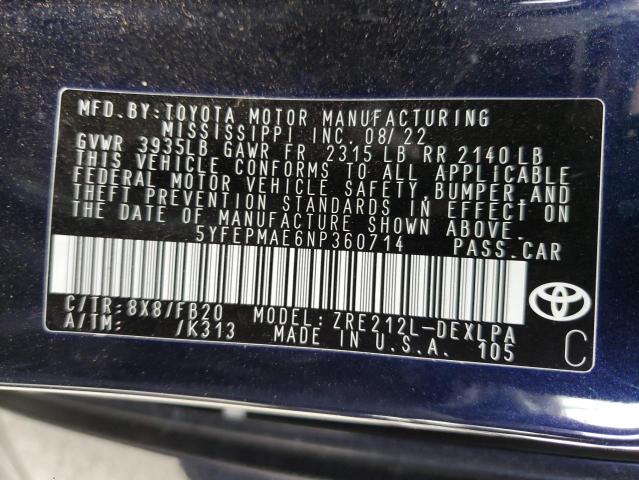 MFD.BY:TOYOTA MOTOR MANUFACTURING
MISSISSIPPI INC. 08/22
GVWR 3935LB GAWR FR 2315 LB RR 2140 LB
THIS VEHICLE CONFORMS TO ALL APPLICABLE
FEDERAL MOTOR VEHICLE SAFETY, BUMPER, AND
THEFT PREVENTION STANDARDS IN EFFECT ON
THE DATE OF MANUFACTURE SHOWN ABOVE.
5YFEPMAE6NP360714 PASS.CAR
C/TR:8X8/FB20 MODEL: ZRE212L-DEXLPA
A/TM: /K313 MADE IN U.S.A. 105
C